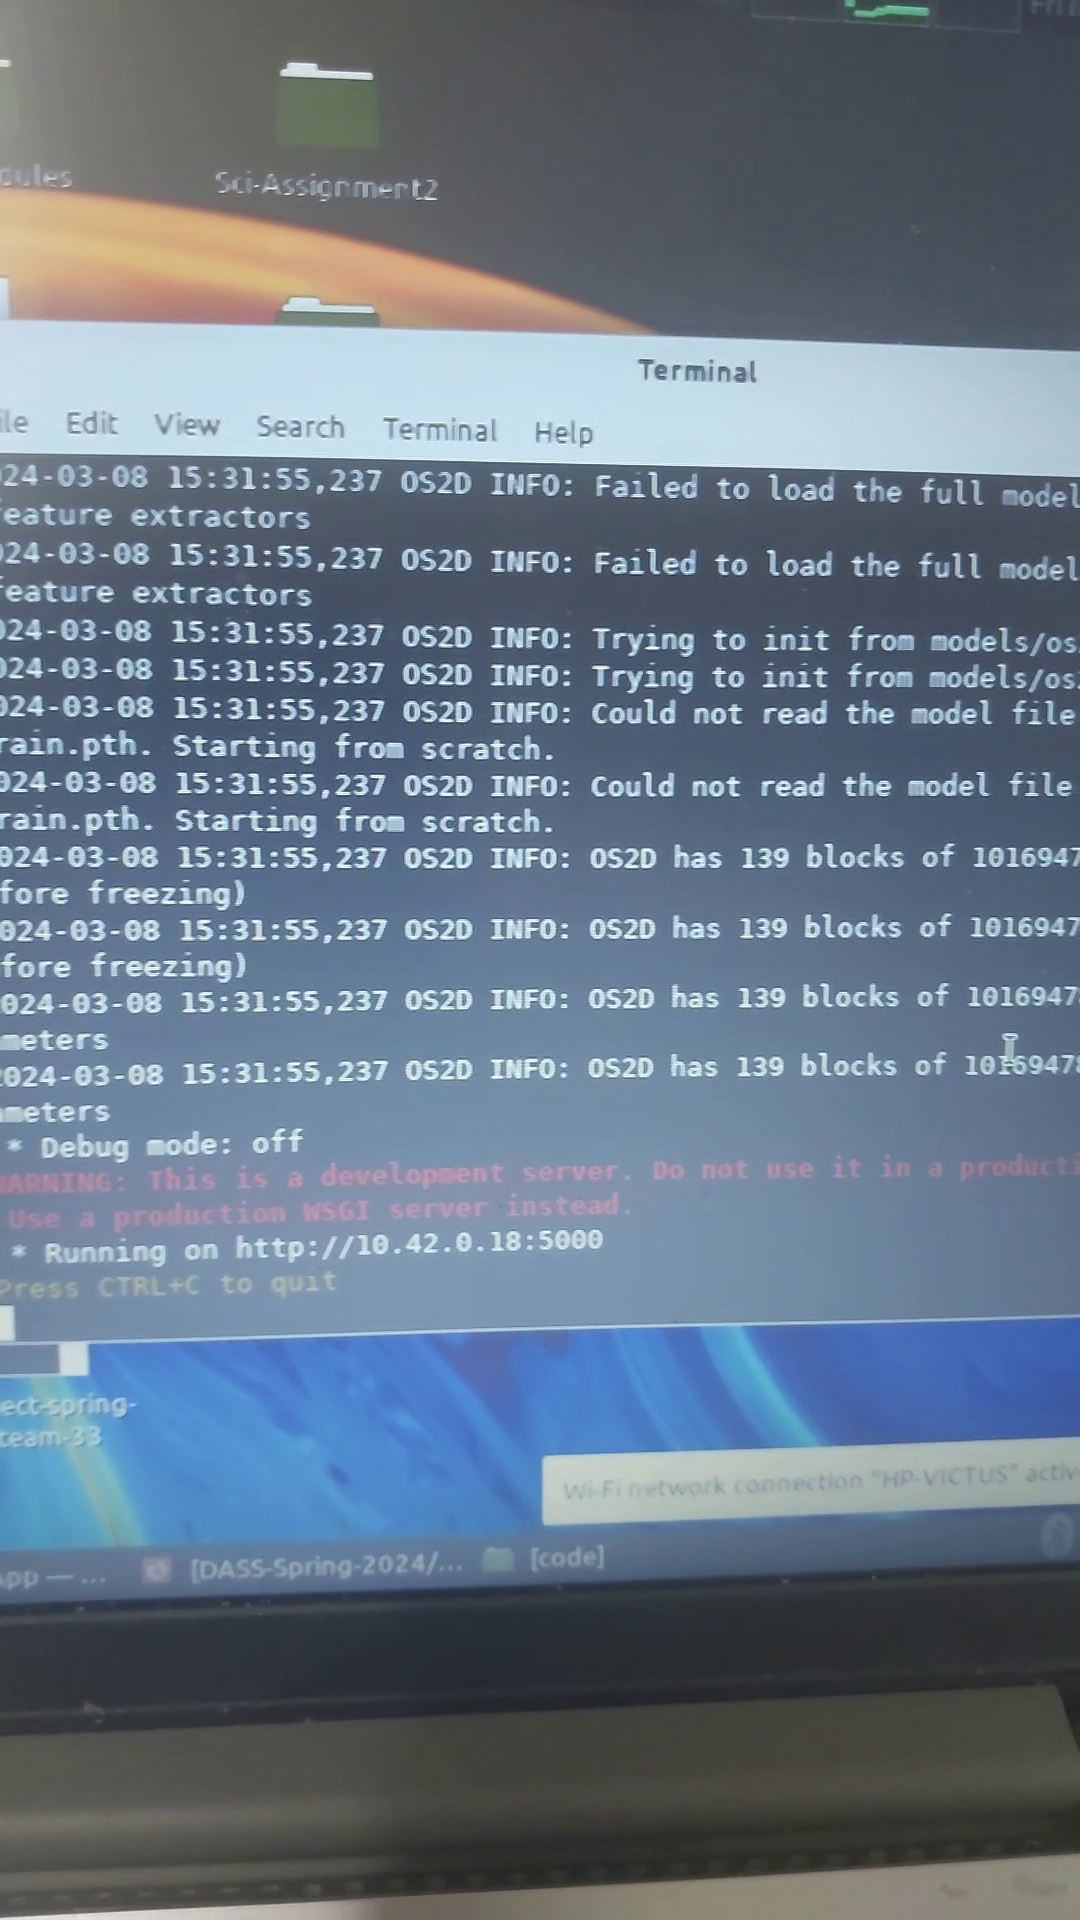 Sci-Assignment2
Terminal
Edit View Search Terminal Help
24-03-08 15:31:55,237 OS2D INFO: Failed to load the full model
feature extractors
024-03-08 15:31:55,237 OS2D INFO: Failed to load the full model
feature extractors
024-03-08 15:31:55,237 OS2D INFO: Trying to init from models/os
024-03-08 15:31:55,237 OS2D INFO: Trying to init from models/os
024-03-08 15:31:55,237 OS2D INFO: Could not read the model file
rain.pth. Starting from scratch.
024-03-08 15:31:55,237 OS2D INFO: Could not read the model file
rain.pth. Starting from scratch.
024-03-08 15:31:55,237 OS2D INFO: OS2D has 139 blocks of 1016947
fore freezing)
024-03-08 15:31:55,237 OS2D INFO: OS2D has 139 blocks of 1016947
fore freezing)
024-03-08 15:31:55,237 OS2D INFO: OS2D has 139 blocks of 1016947
meters
2024-03-08 15:31:55,237 OS2D INFO: OS2D has 139 blocks of 10169478
meters
* Debug mode: off
WARNING: This is a development server. Do not use it in a producti
Use a production WSGI server instead.
* Running on http://10.42.0.18:5000
Press CTRL+C to quit
ect-spring-
team-33
Wi-Fi network connection "HP-VICTUS" activ
App — ... [DASS-Spring-2024/... [code]